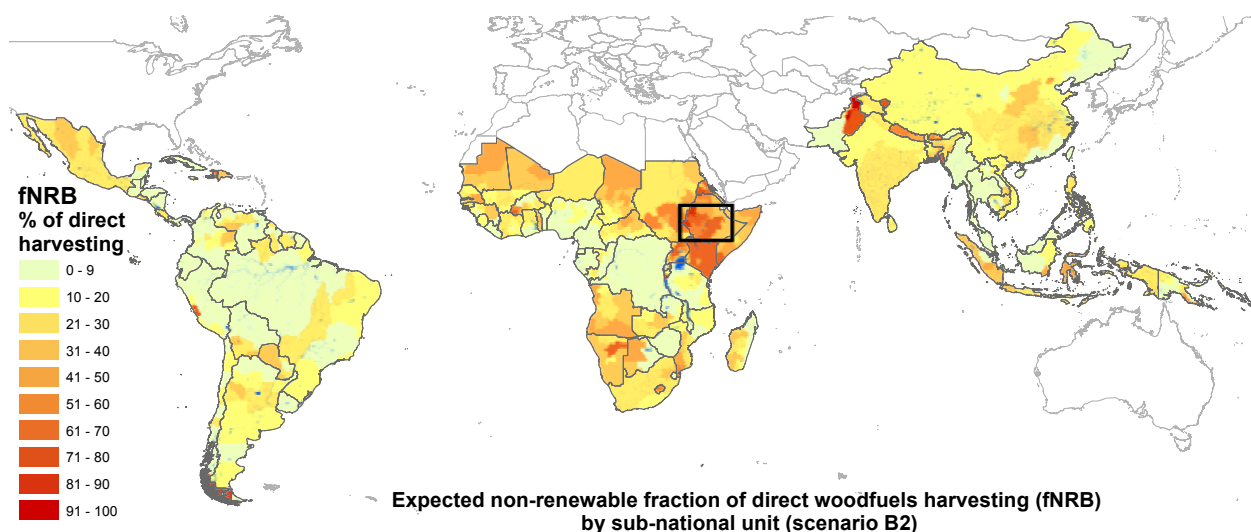 fNRB
% of direct
harvesting
0 - 9
10 - 20
21 - 30
31 - 40
41 - 50
51 - 60
61 - 70
71 - 80
81 - 90
91 - 100
Expected non-renewable fraction of direct woodfuels harvesting (fNRB)
by sub-national unit (scenario B2)